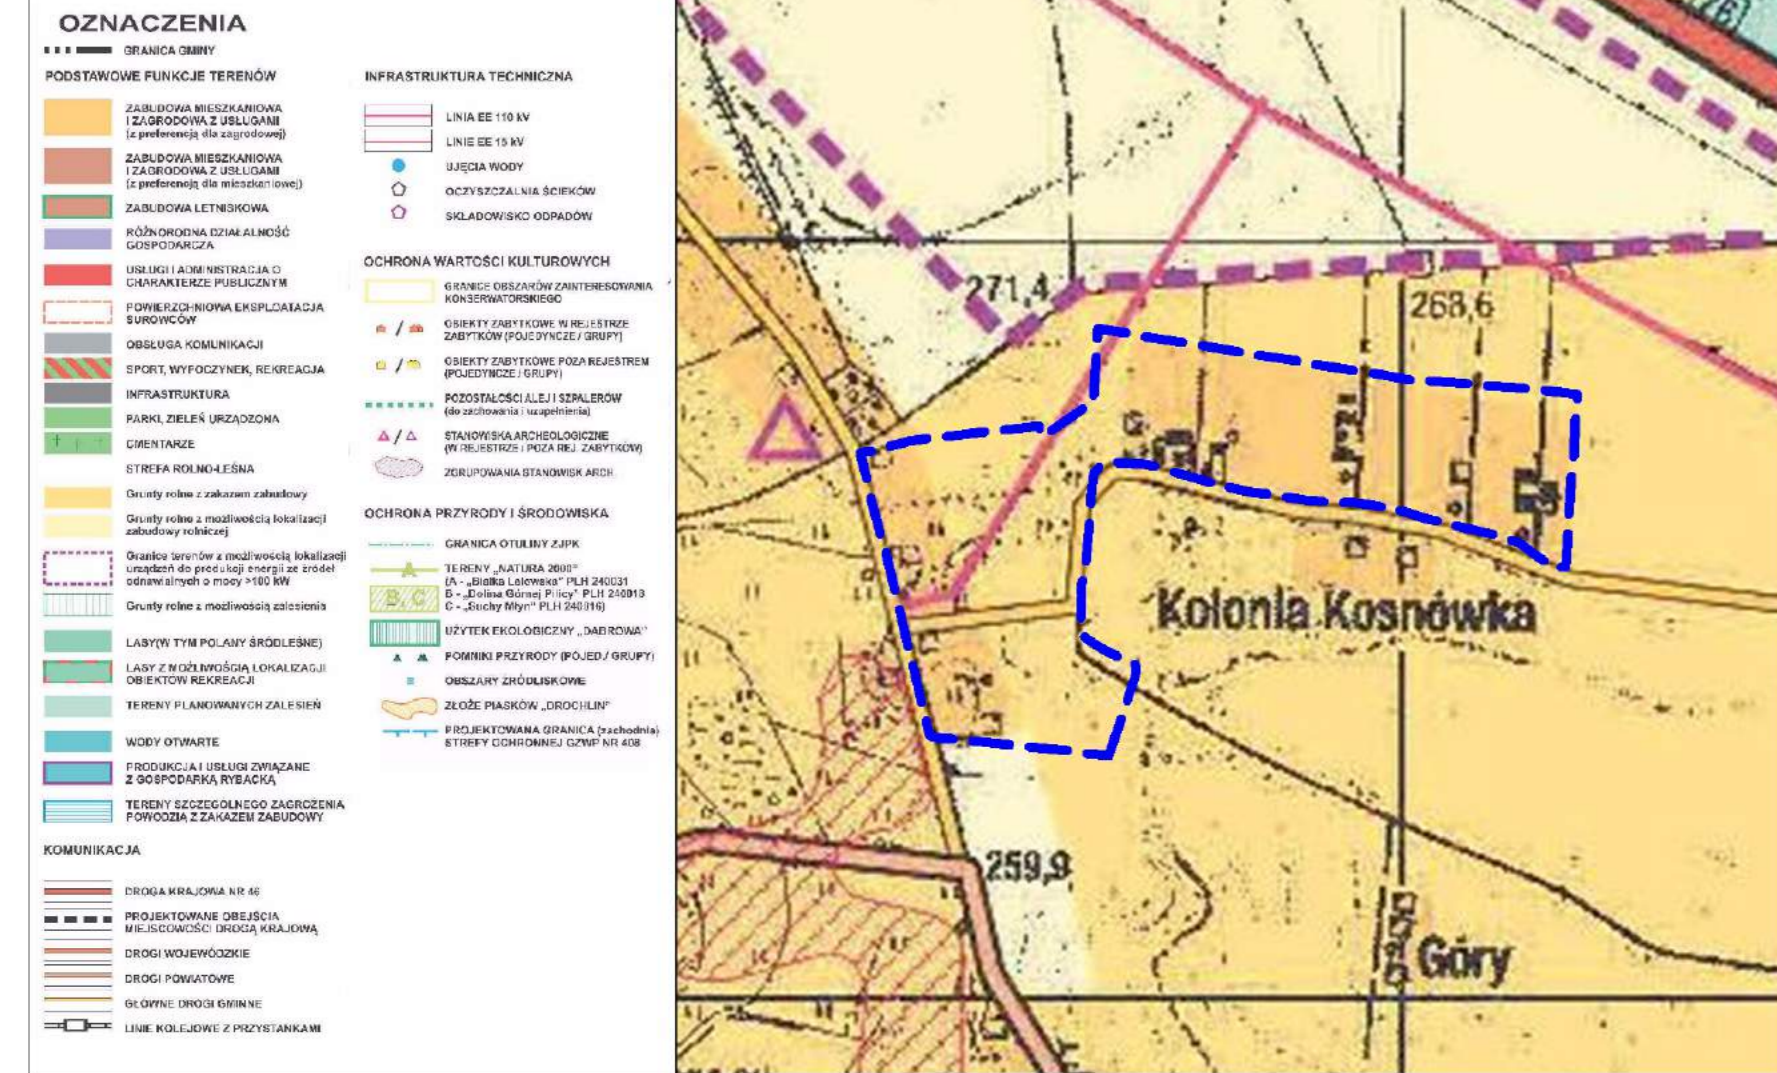 OZNACZENIA
GRANICA GMINY
PODSTAWOWE FUNKCJE TERENÓW
ZABUDOWA MIESZKANIOWA
I ZAGRODOWA Z USŁUGAMI
(z preferencją dla zagrodowej)
ZABUDOWA MIESZKANIOWA
I ZAGRODOWA Z USŁUGAMI
(z preferencją dla mieszkaniowej)
ZABUDOWA LETNISKOWA
RÓŻNORODNA DZIAŁALNOŚĆ
GOSPODARCZA
USŁUGI I ADMINISTRACJA O
CHARAKTERZE PUBLICZNYM
POWIERZCHNIOWA EKSPLOATACJA
SUROWCÓW
OBSŁUGA KOMUNIKACJI
SPORT, WYPOCZYNEK, REKREACJA
INFRASTRUKTURA
PARKI, ZIELEŃ URZĄDZONA
CMENTARZE
STREFA ROLNO-LEŚNA
Grunty rolne z zakazem zabudowy
Grunty rolne z możliwością lokalizacji
zabudowy rolniczej
Granice terenów z możliwością lokalizacji
urządzeń do produkcji energii ze źródeł
odnawialnych o mocy >100 kW
Grunty rolne z możliwością zalesienia
LASY(W TYM POLANY ŚRÓDLEŚNE)
LASY Z MOŻLIWOŚCIĄ LOKALIZACJI
OBIEKTÓW REKREACJI
TERENY PLANOWANYCH ZALESIEŃ
WODY OTWARTE
PRODUKCJA I USŁUGI ZWIĄZANE
Z GOSPODARKĄ RYBACKĄ
TERENY SZCZEGÓLNEGO ZAGROŻENIA
POWODZIĄ Z ZAKAZEM ZABUDOWY
KOMUNIKACJA
DROGA KRAJOWA NR 46
PROJEKTOWANE OBEJŚCIA
MIEJSCOWOŚCI DROGĄ KRAJOWĄ
DROGI WOJEWÓDZKIE
DROGI POWIATOWE
GŁÓWNE DROGI GMINNE
LINIE KOLEJOWE Z PRZYSTANKAMI
INFRASTRUKTURA TECHNICZNA
LINIA EE 110 kV
LINIE EE 15 kV
UJĘCIA WODY
OCZYSZCZALNIA ŚCIEKÓW
SKŁADOWISKO ODPADÓW
OCHRONA WARTOŚCI KULTUROWYCH
GRANICE OBSZARÓW ZAINTERESOWANIA
KONSERWATORSKIEGO
OBIEKTY ZABYTKOWE W REJESTRZE
ZABYTKÓW (POJEDYNCZE / GRUPY)
OBIEKTY ZABYTKOWE POZA REJESTREM
(POJEDYNCZE / GRUPY)
POZOSTAŁOŚCI ALEJ I SZPALERÓW
(do zachowania i uzupełnienia)
STANOWISKA ARCHEOLOGICZNE
(W REJESTRZE / POZA REJ. ZABYTKÓW)
ZGRUPOWANIA STANOWISK ARCH.
OCHRONA PRZYRODY I ŚRODOWISKA
GRANICA OTULINY ZJPK
TERENY „NATURA 2000"
(A - „Białka Lelowska" PLH 240031
B - „Dolina Górnej Pilicy" PLH 240018
C - „Suchy Młyn" PLH 240016)
B, C
UŻYTEK EKOLOGICZNY „DĄBROWA"
POMNIKI PRZYRODY (POJED./ GRUPY)
OBSZARY ŹRÓDLISKOWE
ZŁOŻE PIASKÓW „DROCHLIN"
PROJEKTOWANA GRANICA (zachodnia)
STREFY OCHRONNEJ GZWP NR 408
271,4
268,6
Kolonia Kosnówka
259,9
Góry